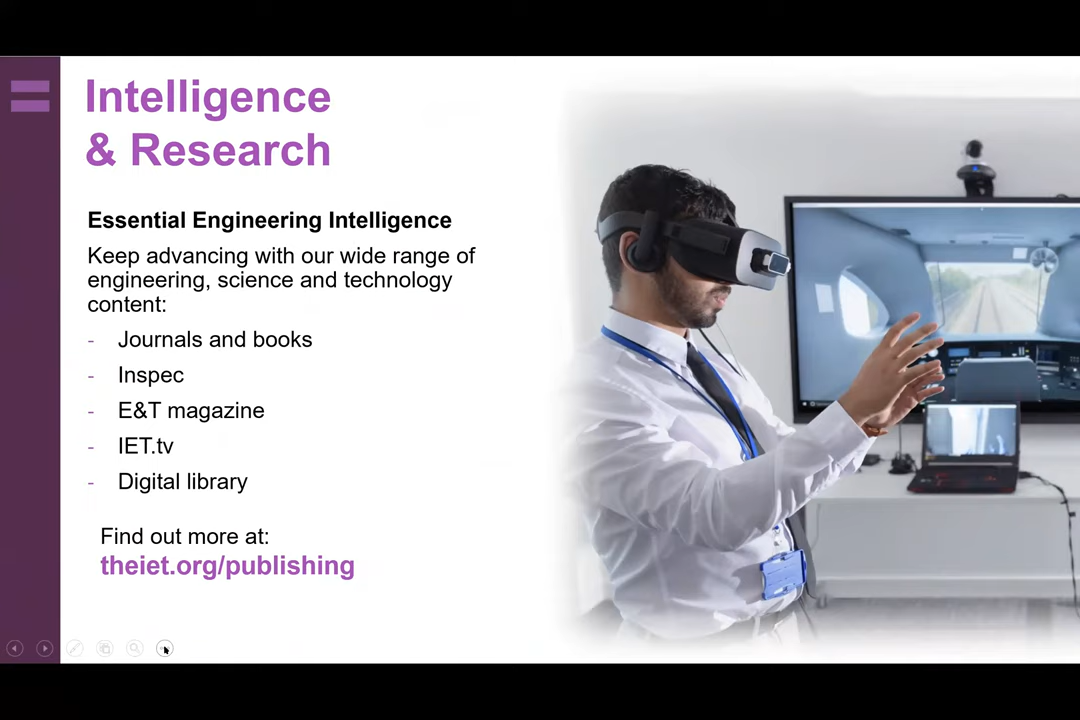 Intelligence
& Research
Essential Engineering Intelligence
Keep advancing with our wide range of
engineering, science and technology
content:
- Journals and books
- Inspec
- E&T magazine
- IET.tv
- Digital library
Find out more at:
theiet.org/publishing